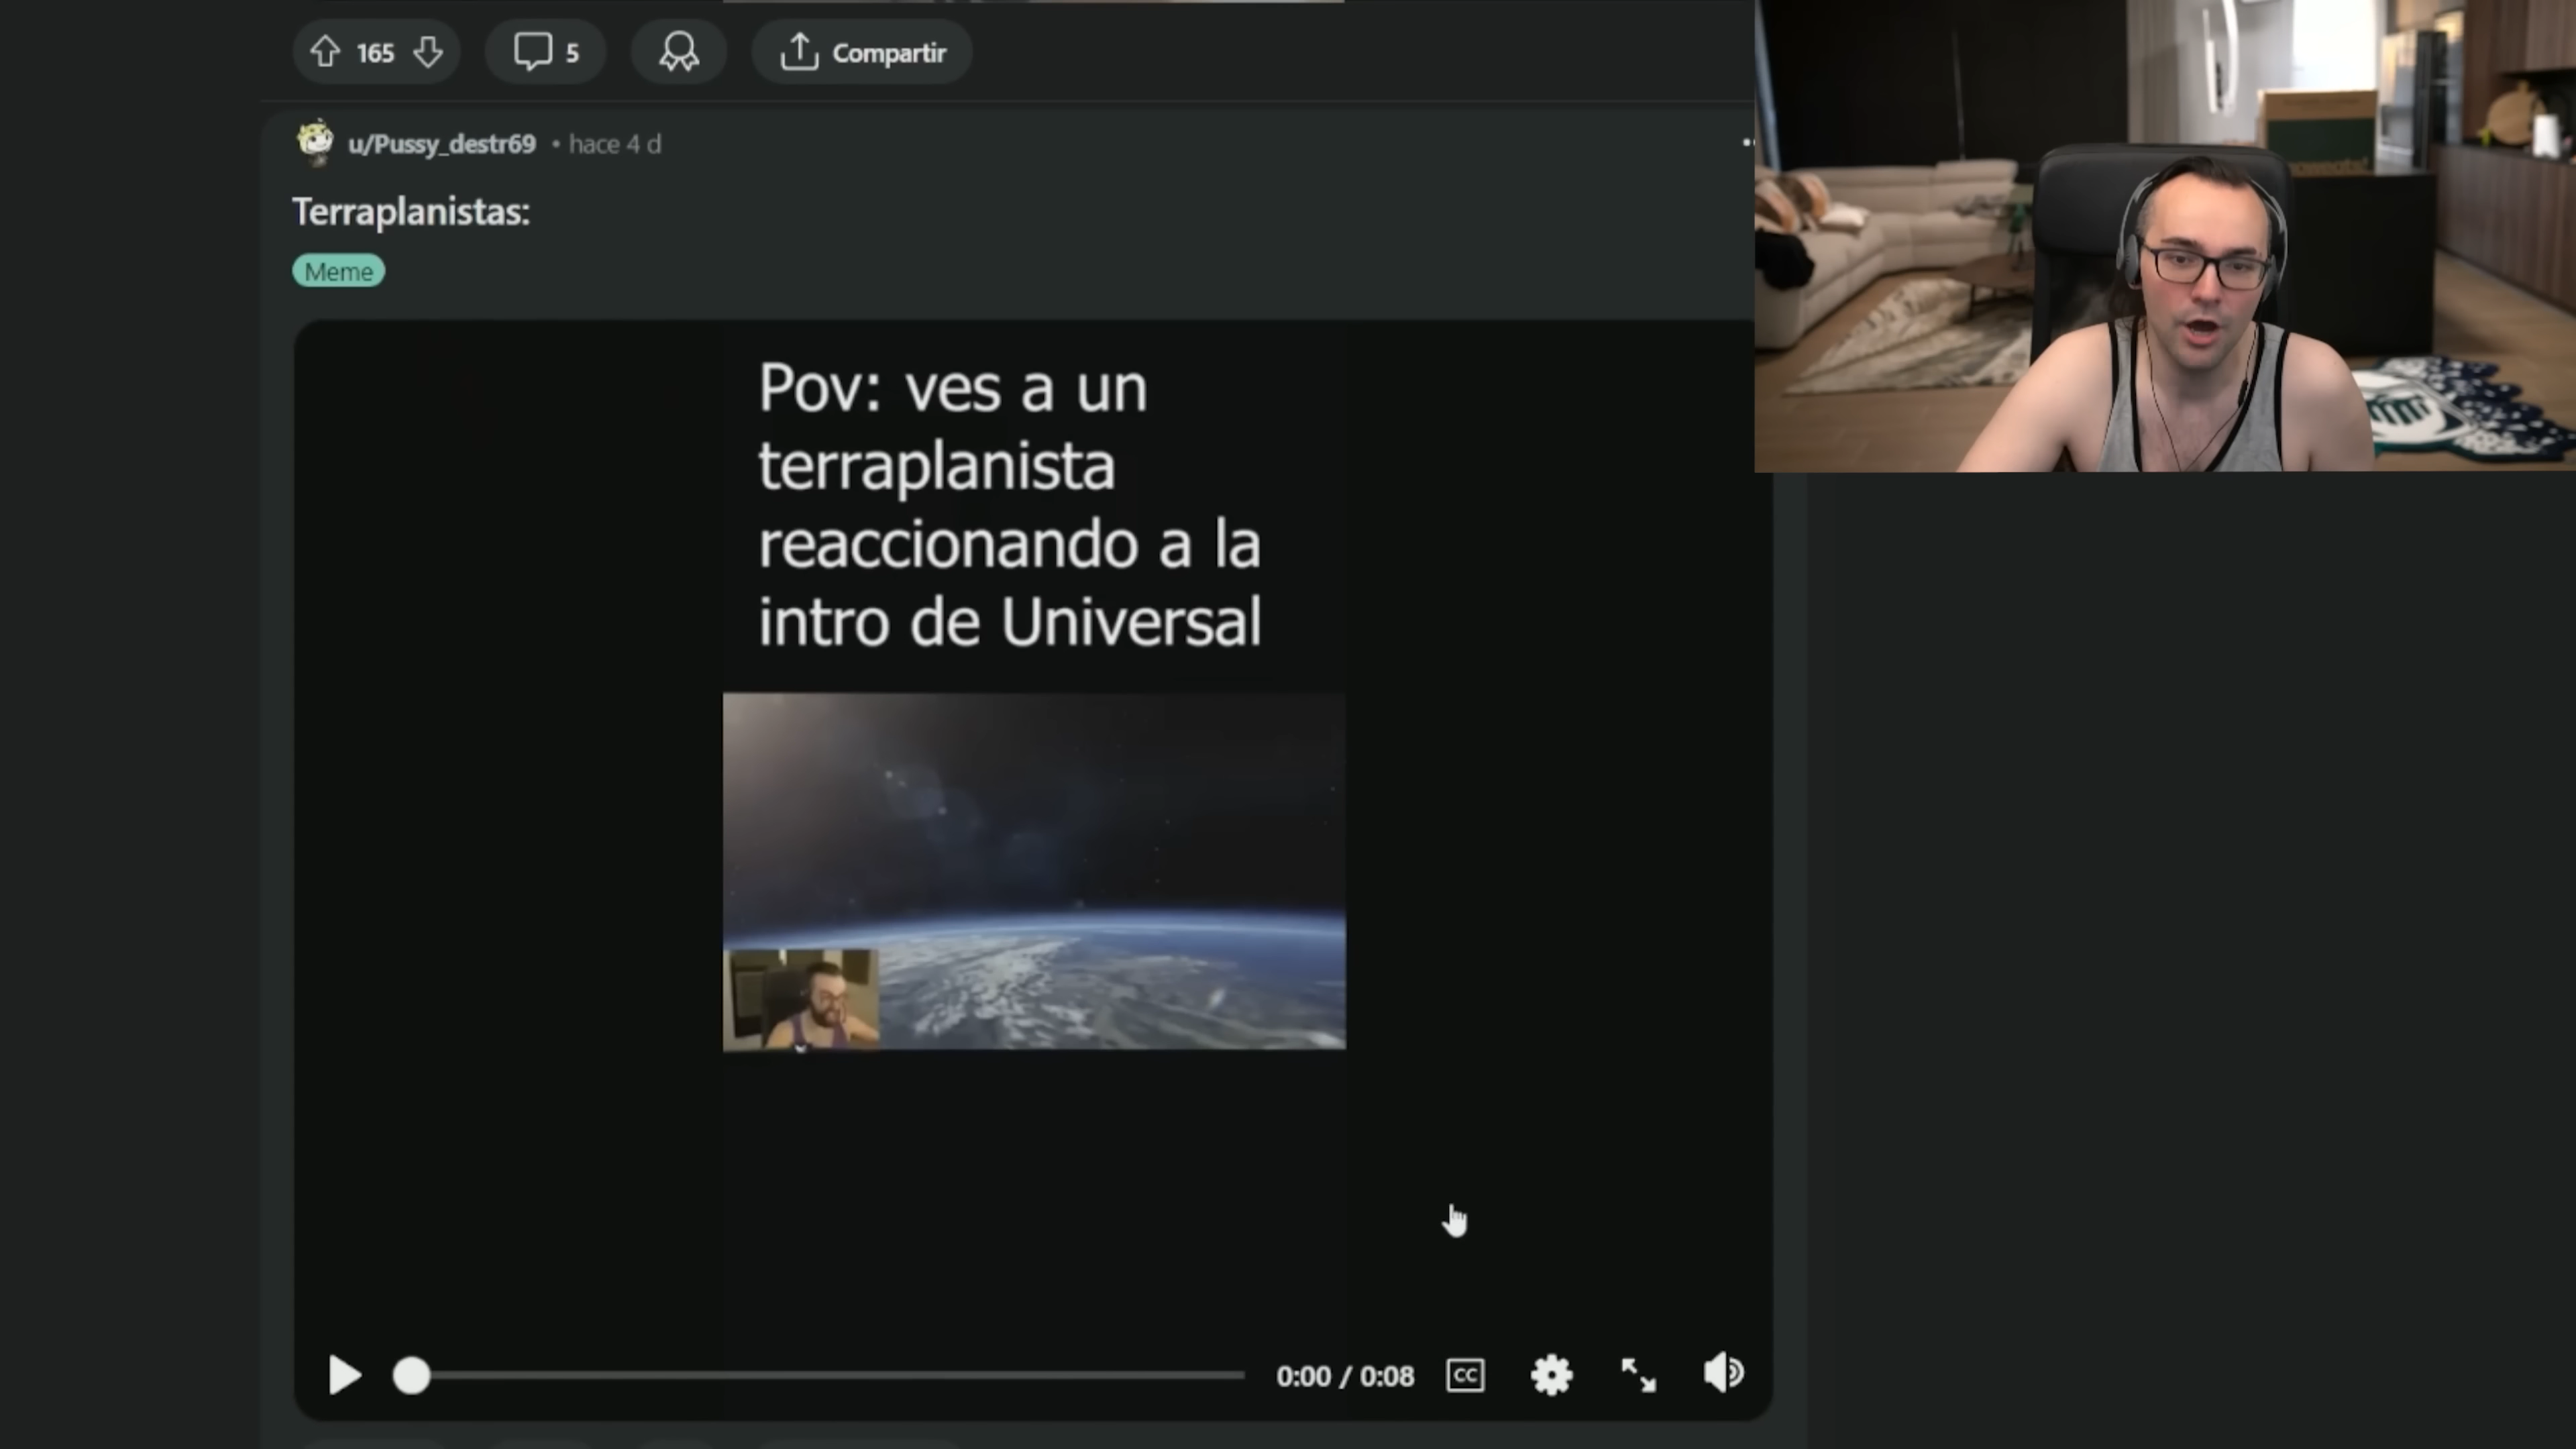 165
5
Compartir
u/Pussy_destr69 • hace 4 d
Terraplanistas:
Meme
Pov: ves a un
terraplanista
reaccionando a la
intro de Universal
0:00 / 0:08
CC